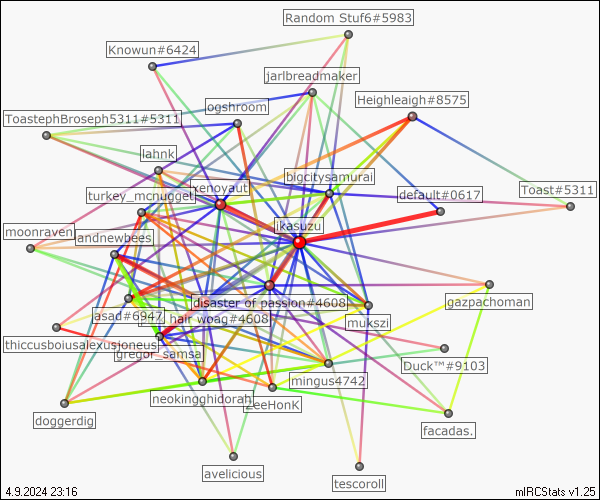 Random Stuf6#5983
Knowun#6424
jarlbreadmaker
Heighleigh#8575
ogshroom
ToastephBroseph5311#5311
lahnk
bigcitysamurai
xenoyaut
default#0617
Toast#5311
turkey_mcnugget
jkasuzu
moonraven
andnewbees
disaster of passion#4608
gazpachoman
asad#6947
hair woag#4608
mukszi
thiccusboiusalexusjoneus
gregor_samsa
Duck™#9103
mingus4742
neokingghidorah
ZeeHonK
doggerdig
facadas.
avelicious
tescoroll
4.9.2024 23:16
mIRCStats v1.25